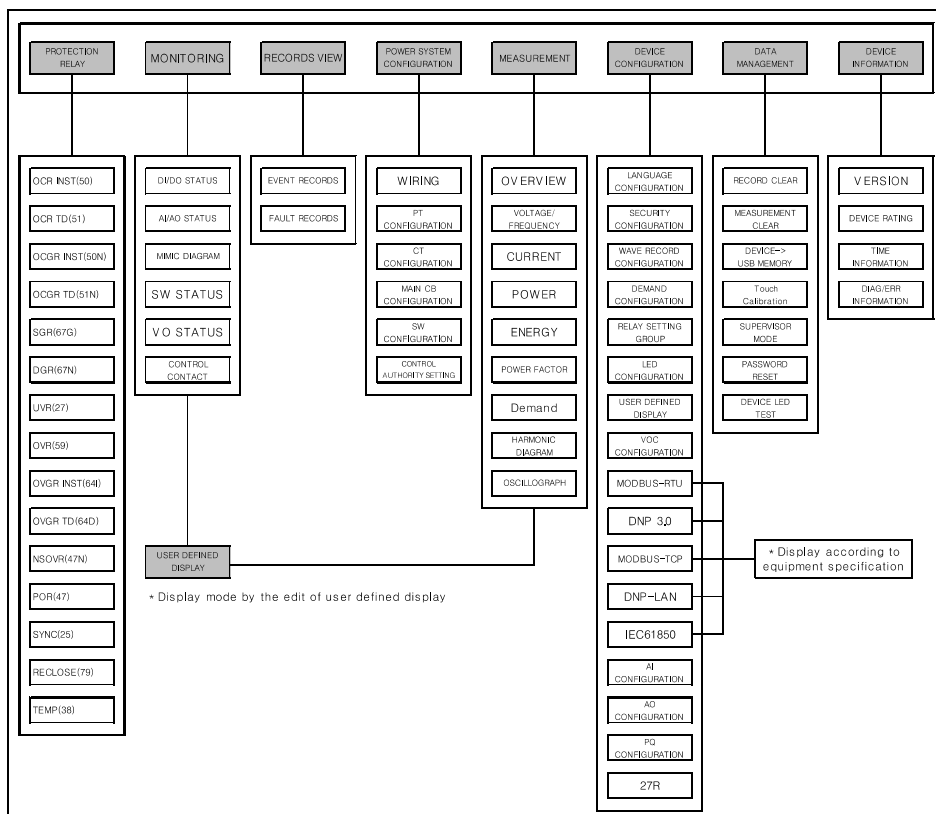 PROTECTION
RELAY
MONITORING
RECORDS VIEW
POWER SYSTEM
CONFIGURATION
MEASUREMENT
DEVICE
CONFIGURATION
DATA
MANAGEMENT
DEVICE
INFORMATION
OCR INST(50)
OCR TD(51)
OCGR INST(50N)
OCGR TD(51N)
SGR(67G)
DGR(67N)
UVR(27)
OVR(59)
OVGR INST(64I)
OVGR TD(64D)
NSOVR(47N)
POR(47)
SYNC(25)
RECLOSE(79)
TEMP(38)
DI/DO STATUS
AI/AO STATUS
MIMIC DIAGRAM
SW STATUS
VO STATUS
CONTROL
CONTACT
USER DEFINED
DISPLAY
* Display mode by the edit of user defined display
EVENT RECORDS
FAULT RECORDS
WIRING
PT
CONFIGURATION
CT
CONFIGURATION
MAIN CB
CONFIGURATION
SW
CONFIGURATION
CONTROL
AUTHORITY SETTING
OVERVIEW
VOLTAGE/
FREQUENCY
CURRENT
POWER
ENERGY
POWER FACTOR
Demand
HARMONIC
DIAGRAM
OSCILLOGRAPH
LANGUAGE
CONFIGURATION
SECURITY
CONFIGURATION
WAVE RECORD
CONFIGURATION
DEMAND
CONFIGURATION
RELAY SETTING
GROUP
LED
CONFIGURATION
USER DEFINED
DISPLAY
VOC
CONFIGURATION
MODBUS-RTU
DNP 3.0
MODBUS-TCP
DNP-LAN
IEC61850
AI
CONFIGURATION
AO
CONFIGURATION
PQ
CONFIGURATION
27R
* Display according to
equipment specification
RECORD CLEAR
MEASUREMENT
CLEAR
DEVICE->
USB MEMORY
Touch
Calibration
SUPERVISOR
MODE
PASSWORD
RESET
DEVICE LED
TEST
VERSION
DEVICE RATING
TIME
INFORMATION
DIAG/ERR
INFORMATION